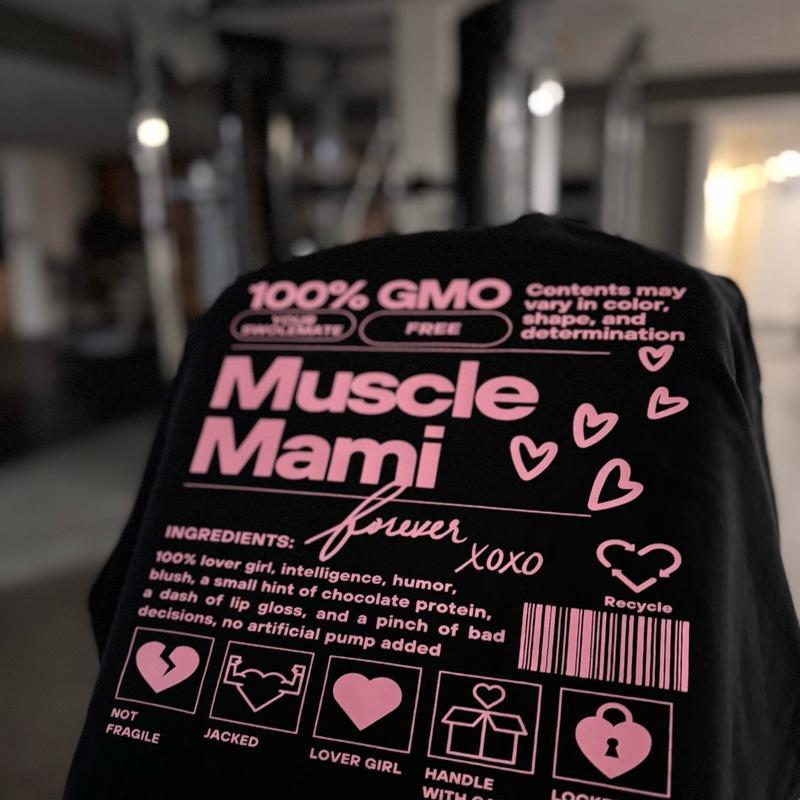 100% GMO
YOUR
SWOLEMATE
FREE
Contents may
vary in color,
shape, and
determination
Muscle
Mami
forever
xoxo
INGREDIENTS:
100% lover girl, intelligence, humor,
blush, a small hint of chocolate protein,
a dash of lip gloss, and a pinch of bad
decisions, no artificial pump added
Recycle
NOT
FRAGILE
JACKED
LOVER GIRL
HANDLE
WITH